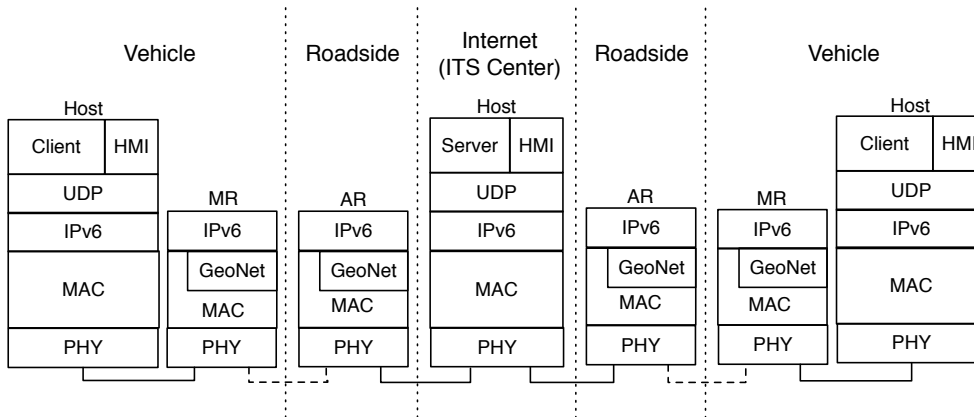 Vehicle
Roadside
Internet
(ITS Center)
Roadside
Vehicle
Host
Client
HMI
UDP
IPv6
MAC
PHY
MR
IPv6
GeoNet
MAC
PHY
AR
IPv6
GeoNet
MAC
PHY
Host
Server
HMI
UDP
IPv6
MAC
PHY
AR
IPv6
GeoNet
MAC
PHY
MR
IPv6
GeoNet
MAC
PHY
Host
Client
HMI
UDP
IPv6
MAC
PHY